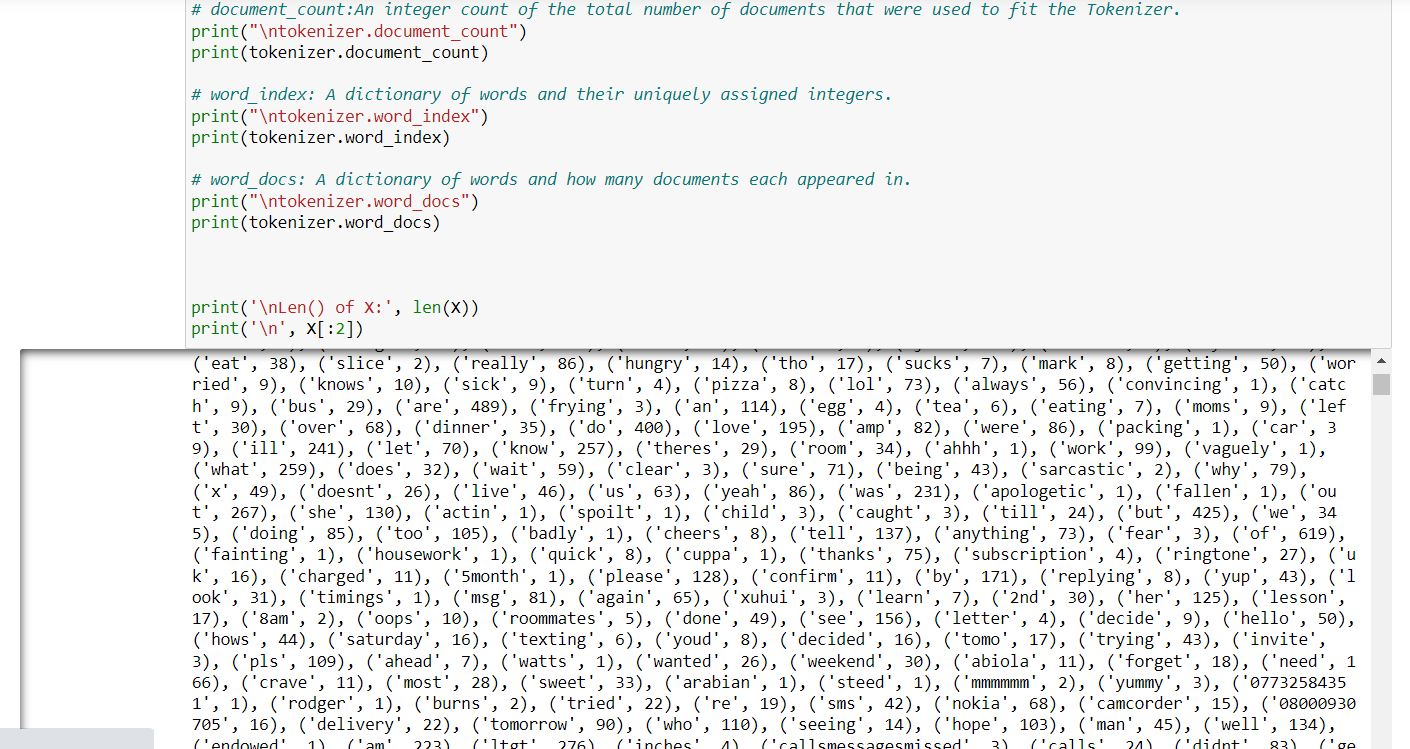 # document_count:An integer count of the total number of documents that were used to fit the Tokenizer.
print("\ntokenizer.document_count")
print(tokenizer.document_count)
# word_index: A dictionary of words and their uniquely assigned integers.
print("\ntokenizer.word_index")
print(tokenizer.word_index)
# word_docs: A dictionary of words and how many documents each appeared in.
print("\ntokenizer.word_docs")
print(tokenizer.word_docs)
print('\nLen() of X:', len(X))
print('\n', X[:2])
('eat', 38), ('slice', 2), ('really', 86), ('hungry', 14), ('tho', 17), ('sucks', 7), ('mark', 8), ('getting', 50), ('wor
ried', 9), ('knows', 10), ('sick', 9), ('turn', 4), ('pizza', 8), ('lol', 73), ('always', 56), ('convincing', 1), ('catc
h', 9), ('bus', 29), ('are', 489), ('frying', 3), ('an', 114), ('egg', 4), ('tea', 6), ('eating', 7), ('moms', 9), ('lef
t', 30), ('over', 68), ('dinner', 35), ('do', 400), ('love', 195), ('amp', 82), ('were', 86), ('packing', 1), ('car', 3
9), ('ill', 241), ('let', 70), ('know', 257), ('theres', 29), ('room', 34), ('ahhh', 1), ('work', 99), ('vaguely', 1),
('what', 259), ('does', 32), ('wait', 59), ('clear', 3), ('sure', 71), ('being', 43), ('sarcastic', 2), ('why', 79),
('x', 49), ('doesnt', 26), ('live', 46), ('us', 63), ('yeah', 86), ('was', 231), ('apologetic', 1), ('fallen', 1), ('ou
t', 267), ('she', 130), ('actin', 1), ('spoilt', 1), ('child', 3), ('caught', 3), ('till', 24), ('but', 425), ('we', 34
5), ('doing', 85), ('too', 105), ('badly', 1), ('cheers', 8), ('tell', 137), ('anything', 73), ('fear', 3), ('of', 619),
('fainting', 1), ('housework', 1), ('quick', 8), ('cuppa', 1), ('thanks', 75), ('subscription', 4), ('ringtone', 27), ('u
k', 16), ('charged', 11), ('5month', 1), ('please', 128), ('confirm', 11), ('by', 171), ('replying', 8), ('yup', 43), ('l
ook', 31), ('timings', 1), ('msg', 81), ('again', 65), ('xuhui', 3), ('learn', 7), ('2nd', 30), ('her', 125), ('lesson',
17), ('8am', 2), ('oops', 10), ('roommates', 5), ('done', 49), ('see', 156), ('letter', 4), ('decide', 9), ('hello', 50),
('hows', 44), ('saturday', 16), ('texting', 6), ('youd', 8), ('decided', 16), ('tomo', 17), ('trying', 43), ('invite',
3), ('pls', 109), ('ahead', 7), ('watts', 1), ('wanted', 26), ('weekend', 30), ('abiola', 11), ('forget', 18), ('need', 1
66), ('crave', 11), ('most', 28), ('sweet', 33), ('arabian', 1), ('steed', 1), ('mmmmmm', 2), ('yummy', 3), ('0773258435
1', 1), ('rodger', 1), ('burns', 2), ('tried', 22), ('re', 19), ('sms', 42), ('nokia', 68), ('camcorder', 15), ('08000930
705', 16), ('delivery', 22), ('tomorrow', 90), ('who', 110), ('seeing', 14), ('hope', 103), ('man', 45), ('well', 134),
('endowed', 1), ('am', 223), ('ltgt', 276), ('inches', 4), ('callsmessagesmissed', 3), ('calls', 24), ('didnt', 83), ('ge